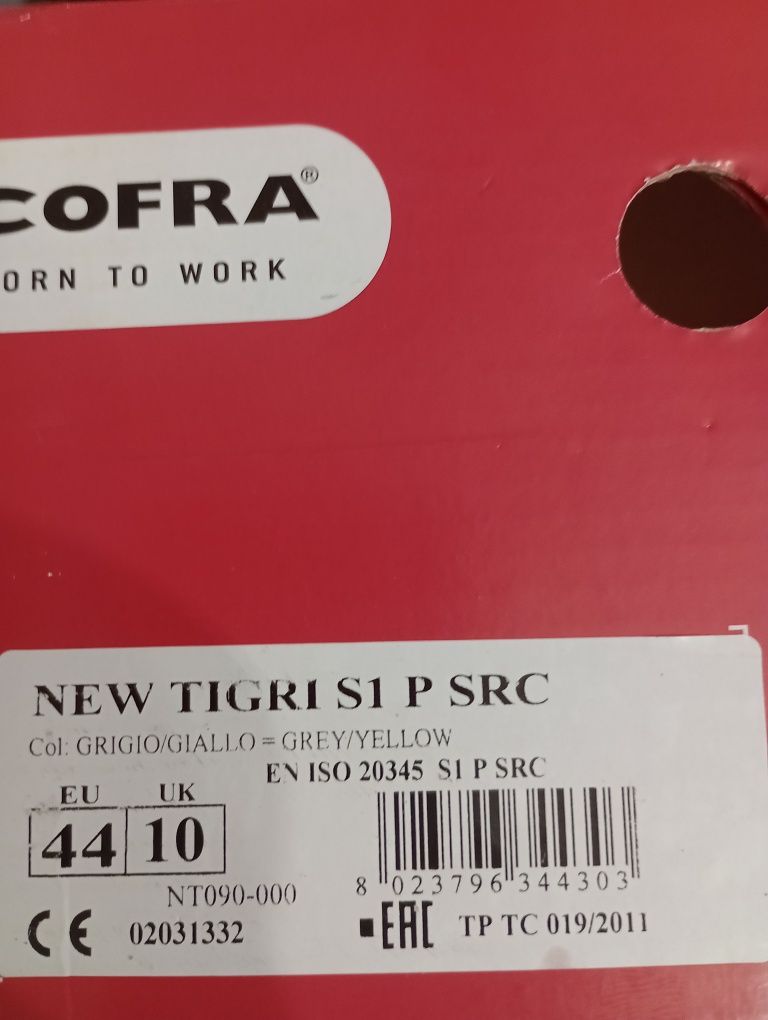 COFRA®
ORN TO WORK
NEW TIGRI S1 P SRC
Col: GRIGIO/GIALLO = GREY/YELLOW
EN ISO 20345 S1 P SRC
EU UK
44 10
NT090-000
8 023796 344303
CE 02031332
EAC TP TC 019/2011